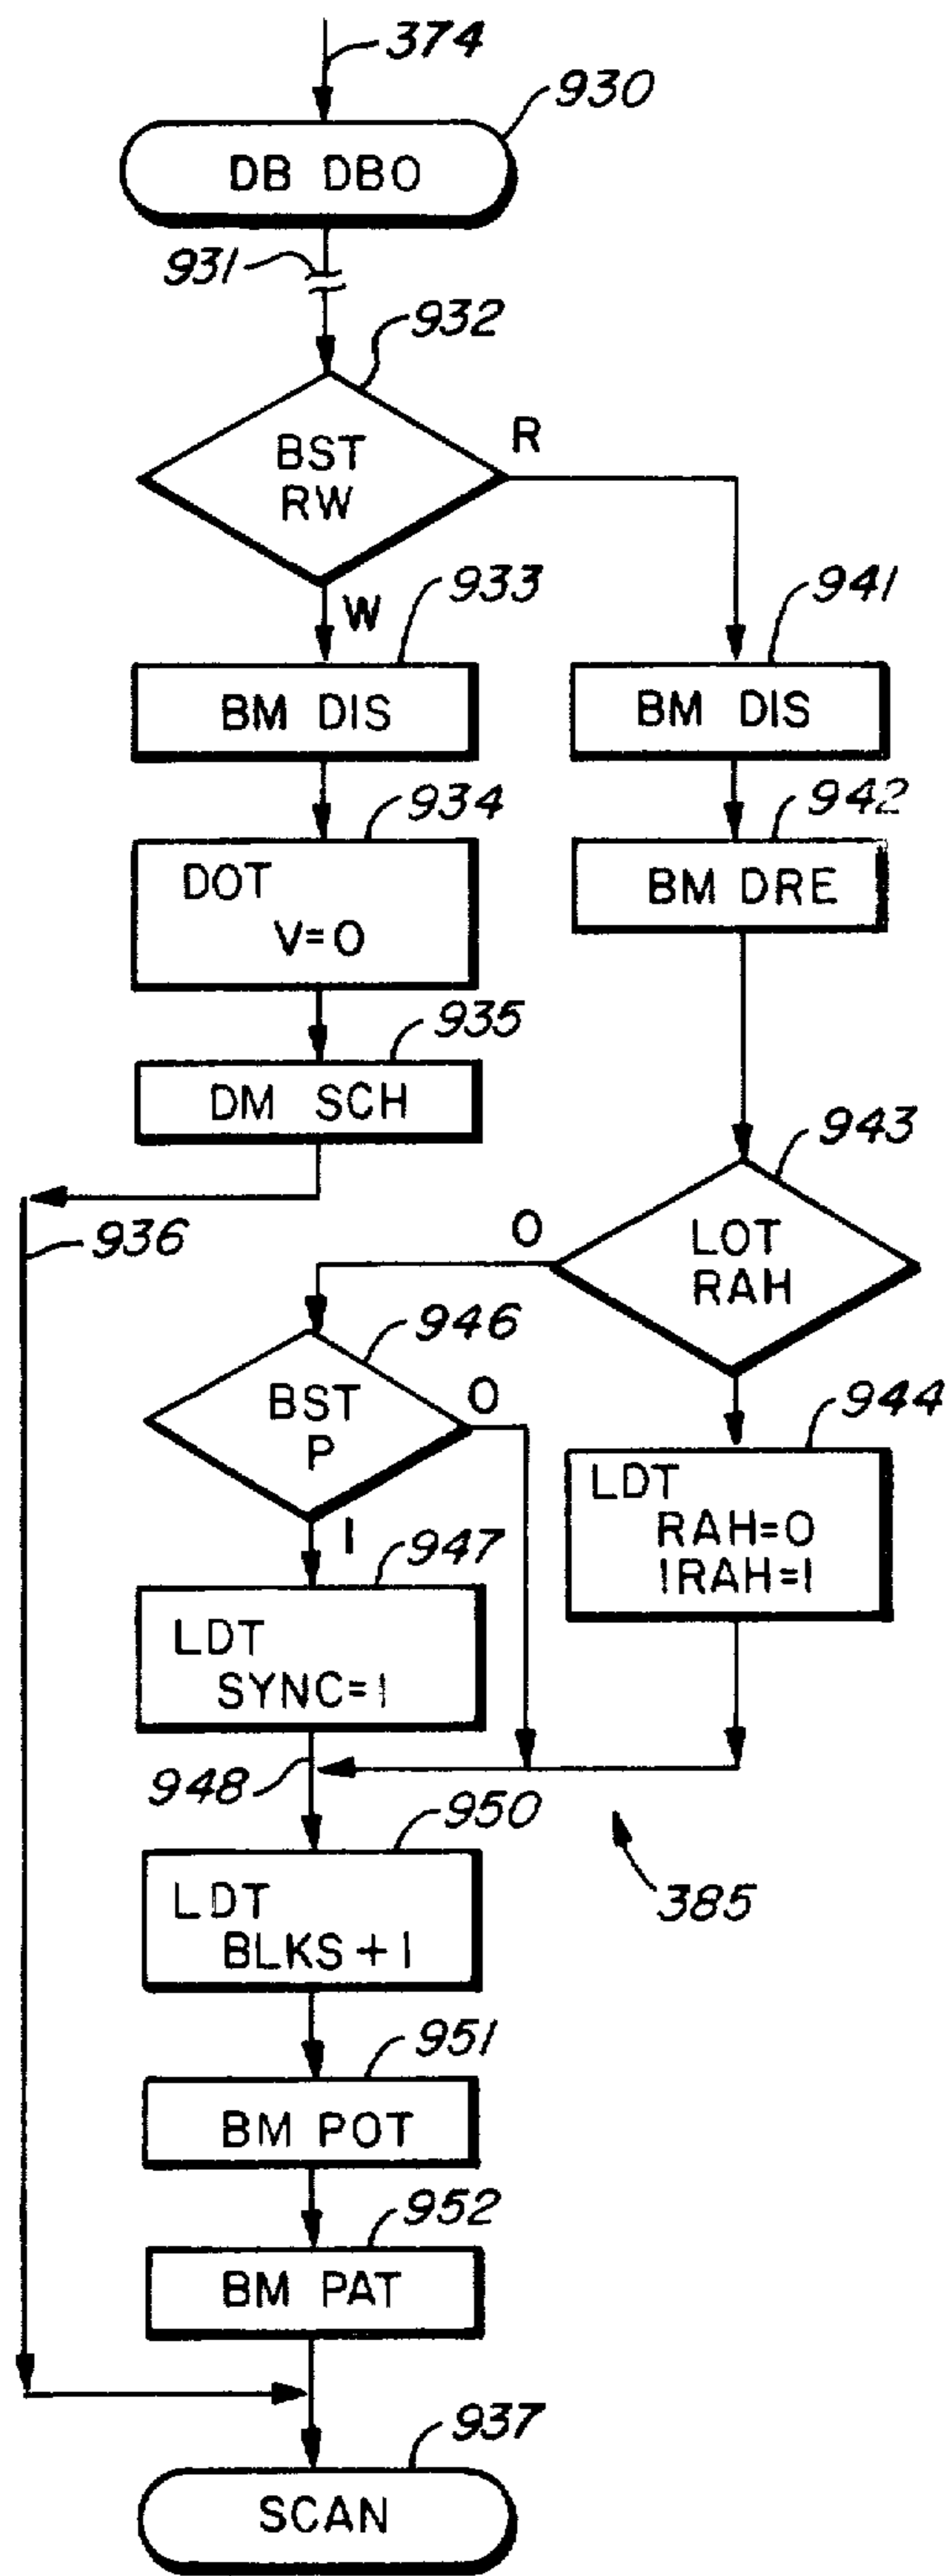 374
930
DB DBO
931
932
BST
RW
R
W
933
941
BM DIS
BM DIS
934
942
DOT
V=0
BM DRE
935
DM SCH
943
936
O
LOT
RAH
946
BST
P
O
944
LDT
RAH=0
IRAH=1
1
947
LDT
SYNC=1
948
950
385
LDT
BLKS+1
951
BM POT
952
BM PAT
937
SCAN